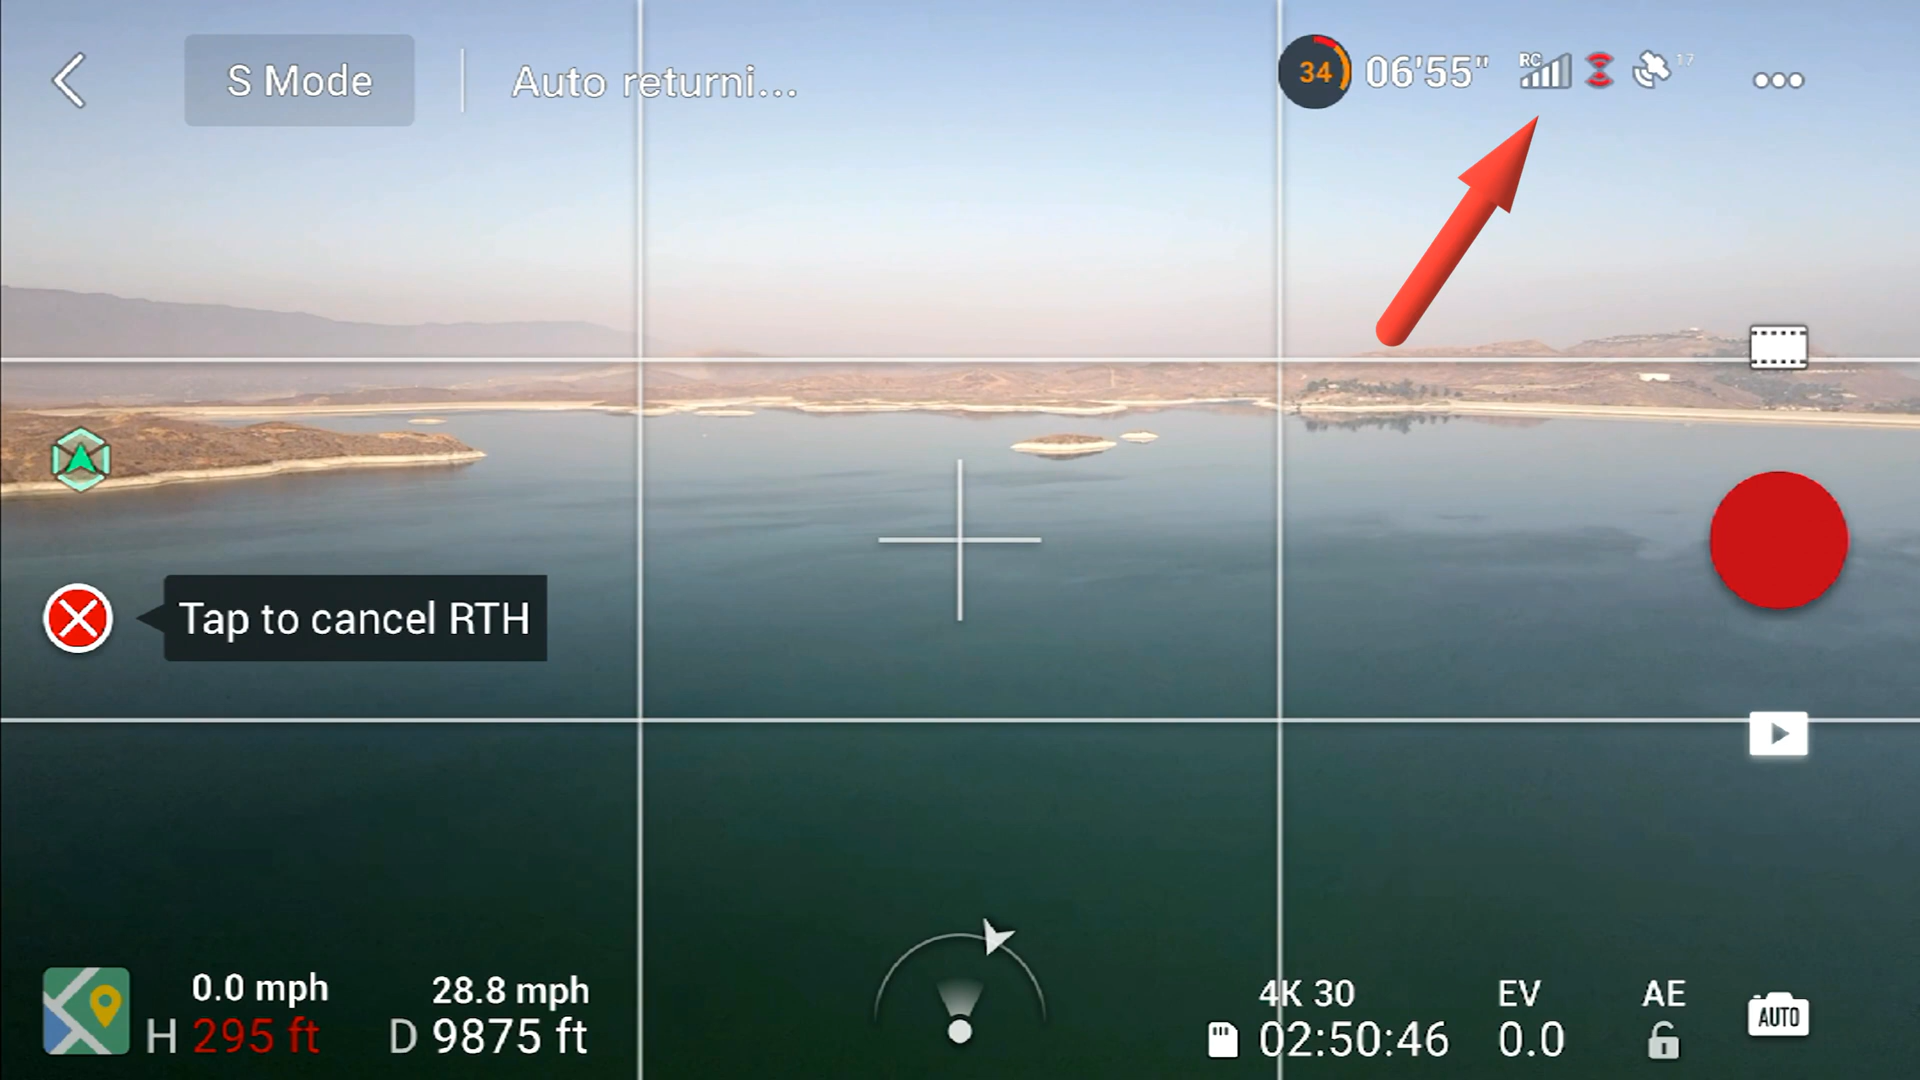 S Mode
Auto returni...
34
06'55"
RC
17
Tap to cancel RTH
0.0 mph
28.8 mph
H 295 ft
D 9875 ft
4K 30
02:50:46
EV
0.0
AE
AUTO